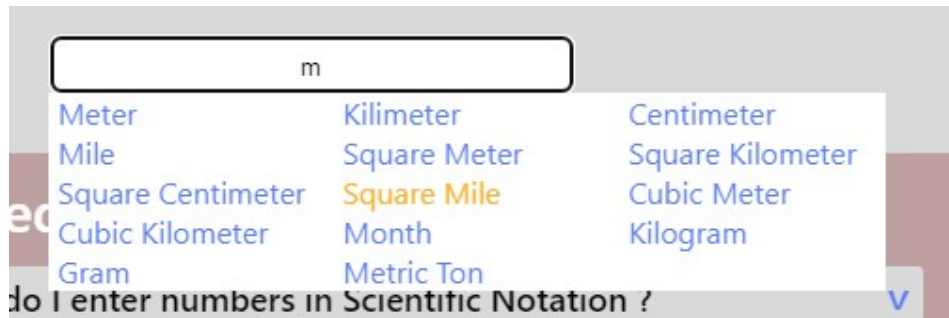 m
Meter Kilimeter Centimeter
Mile Square Meter Square Kilometer
Square Centimeter Square Mile Cubic Meter
Cubic Kilometer Month Kilogram
Gram Metric Ton
do I enter numbers in Scientific Notation ? v